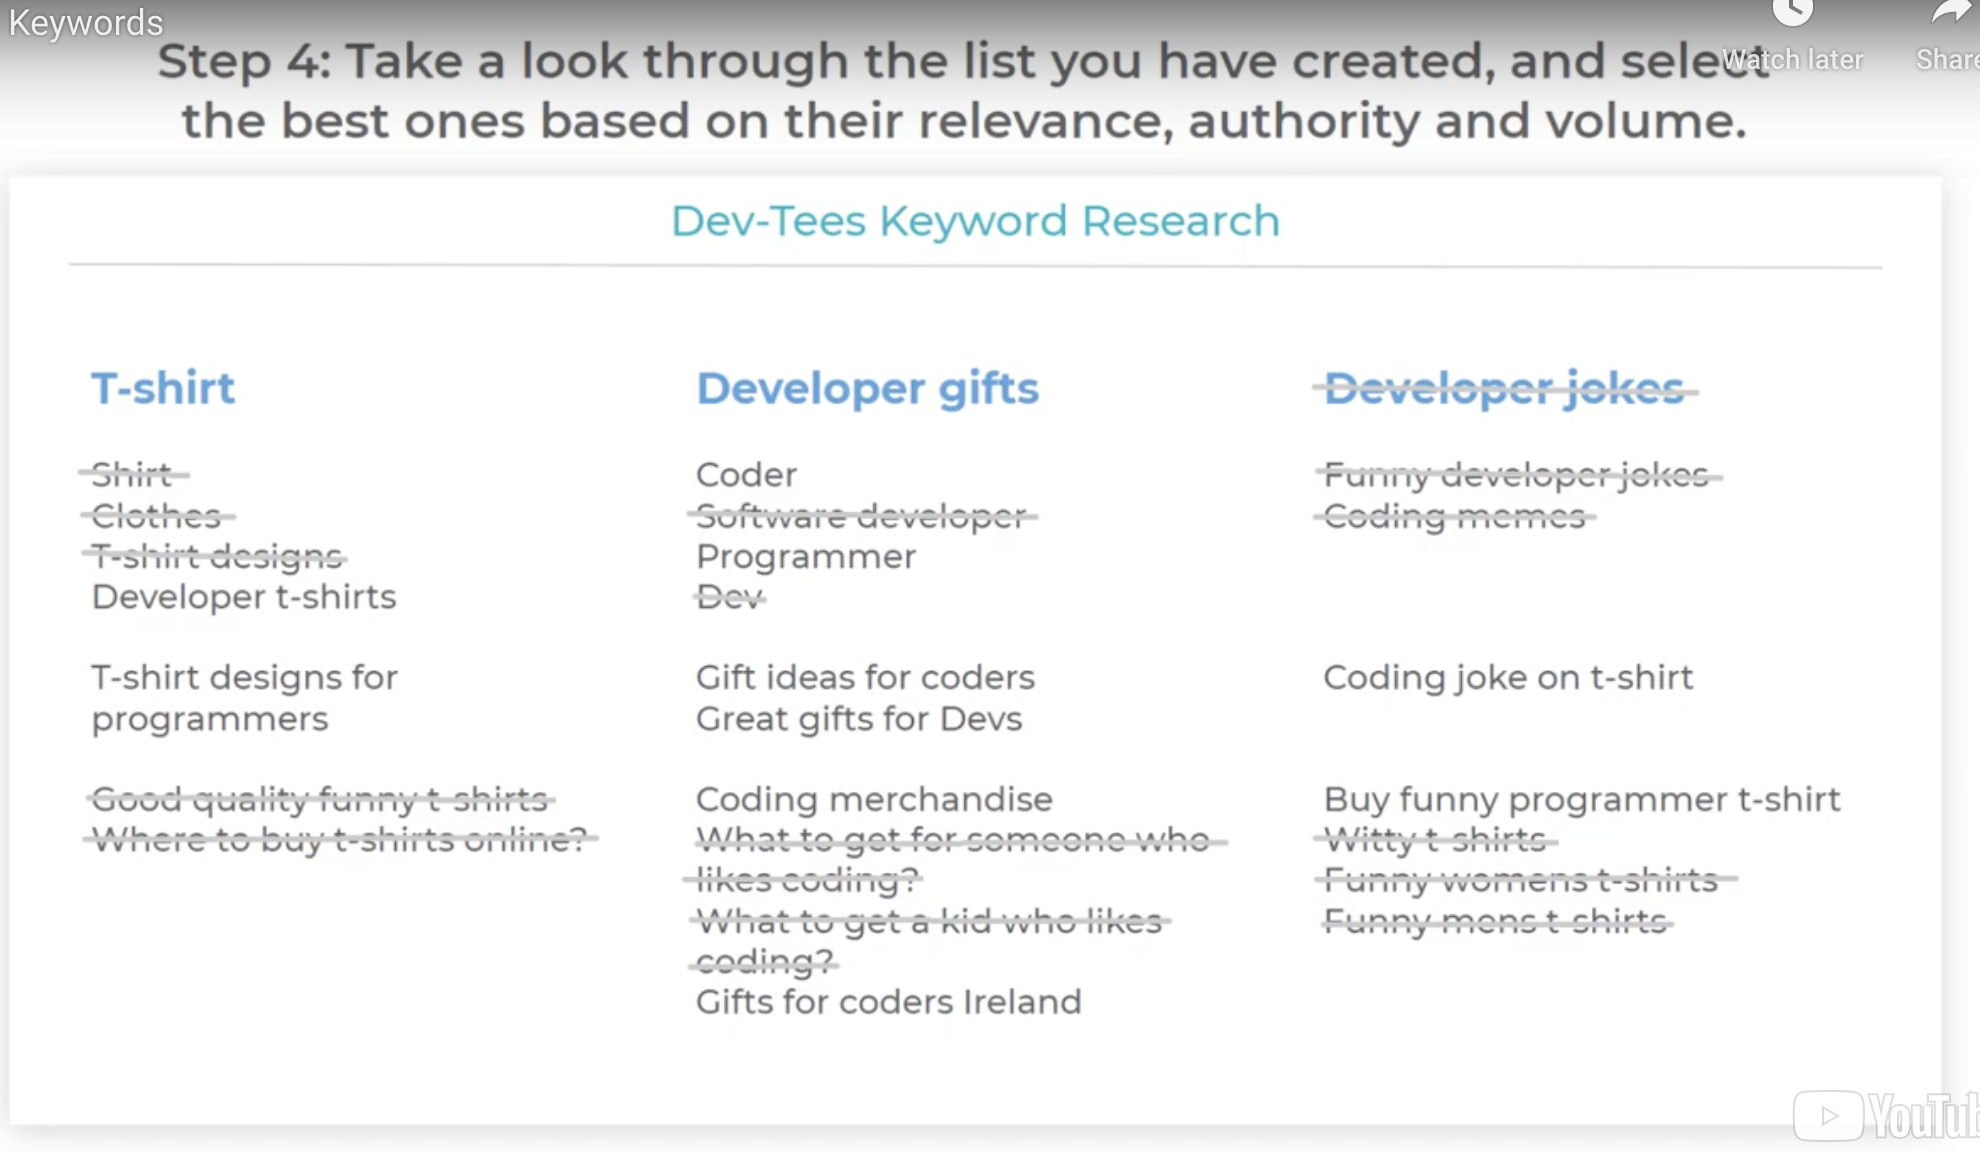 Keywords
Watch later
Share
Step 4: Take a look through the list you have created, and select
the best ones based on their relevance, authority and volume.
Dev-Tees Keyword Research
T-shirt
Shirt
Clothes
T-shirt designs
Developer t-shirts
T-shirt designs for
programmers
Good quality funny t-shirts
Where to buy t-shirts online?
Developer gifts
Coder
Software developer
Programmer
Dev
Gift ideas for coders
Great gifts for Devs
Coding merchandise
What to get for someone who
likes coding?
What to get a kid who likes
coding?
Gifts for coders Ireland
Developer jokes
Funny developer jokes
Coding memes
Coding joke on t-shirt
Buy funny programmer t-shirt
Witty t-shirts
Funny womens t-shirts
Funny mens t-shirts
YouTub